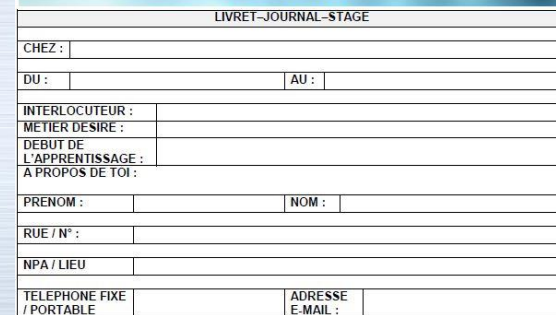 LIVRET–JOURNAL–STAGE
CHEZ :
DU : AU :
INTERLOCUTEUR :
METIER DESIRE :
DEBUT DE
L'APPRENTISSAGE :
A PROPOS DE TOI :
PRENOM : NOM :
RUE / N° :
NPA / LIEU
TELEPHONE FIXE
/ PORTABLE
ADRESSE
E-MAIL :